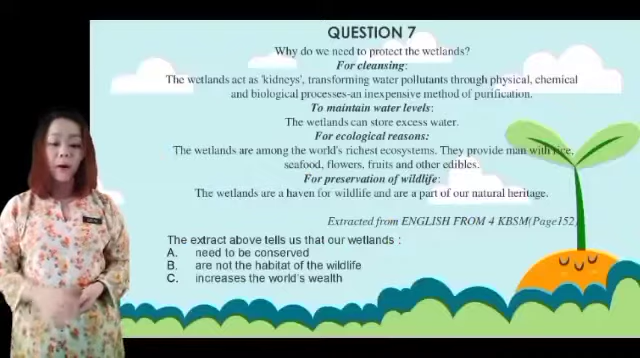 QUESTION 7
Why do we need to protect the wetlands?
For cleansing:
The wetlands act as 'kidneys', transforming water pollutants through physical, chemical
and biological processes-an inexpensive method of purification.
To maintain water levels:
The wetlands can store excess water.
For ecological reasons:
The wetlands are among the world's richest ecosystems. They provide man with rice,
seafood, flowers, fruits and other edibles.
For preservation of wildlife:
The wetlands are a haven for wildlife and are a part of our natural heritage.
Extracted from ENGLISH FROM 4 KBSM(Page152)
The extract above tells us that our wetlands :
A. need to be conserved
B. are not the habitat of the wildlife
C. increases the world's wealth